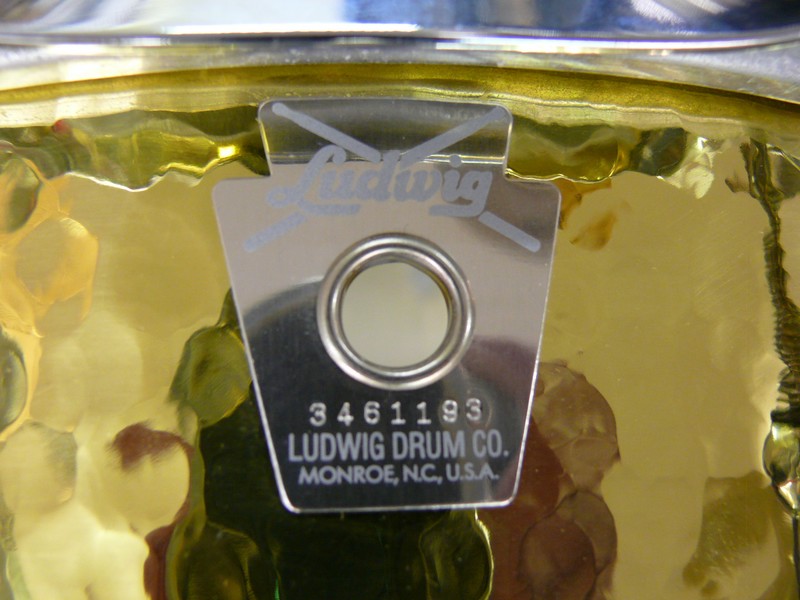 Ludwig
3461193
LUDWIG DRUM CO.
MONROE, N.C., U.S.A.